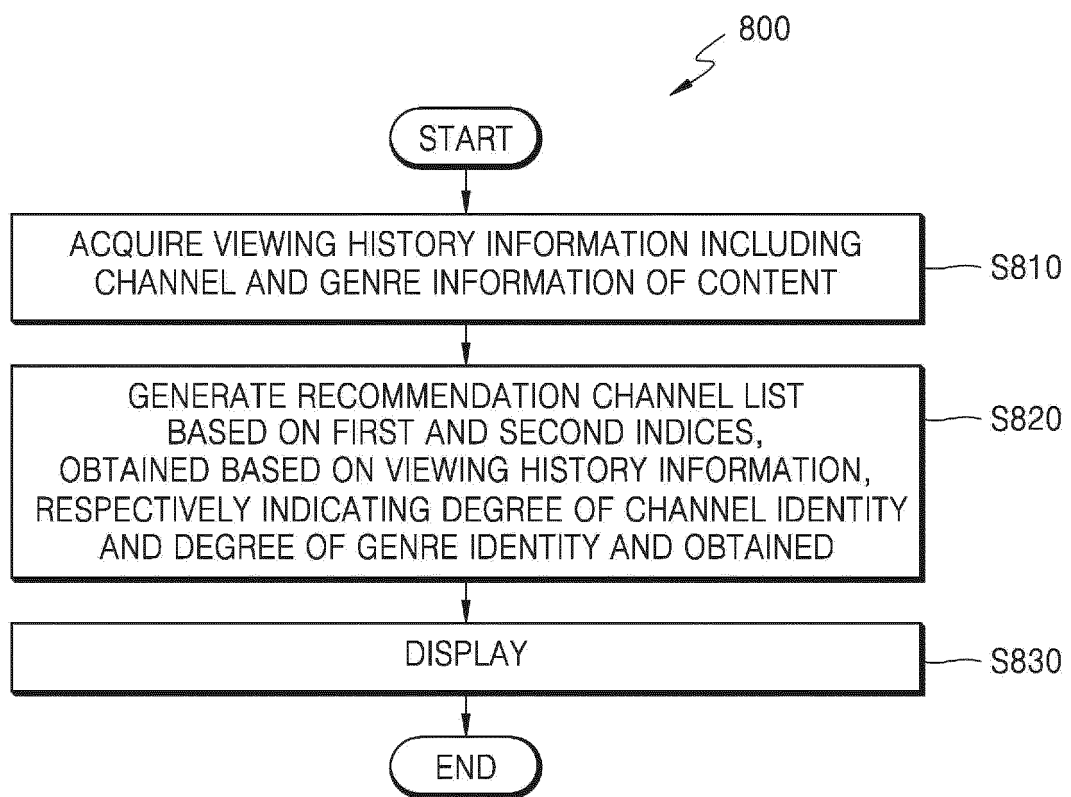 800
START
ACQUIRE VIEWING HISTORY INFORMATION INCLUDING
CHANNEL AND GENRE INFORMATION OF CONTENT
S810
GENERATE RECOMMENDATION CHANNEL LIST
BASED ON FIRST AND SECOND INDICES,
OBTAINED BASED ON VIEWING HISTORY INFORMATION,
RESPECTIVELY INDICATING DEGREE OF CHANNEL IDENTITY
AND DEGREE OF GENRE IDENTITY AND OBTAINED
S820
DISPLAY
S830
END